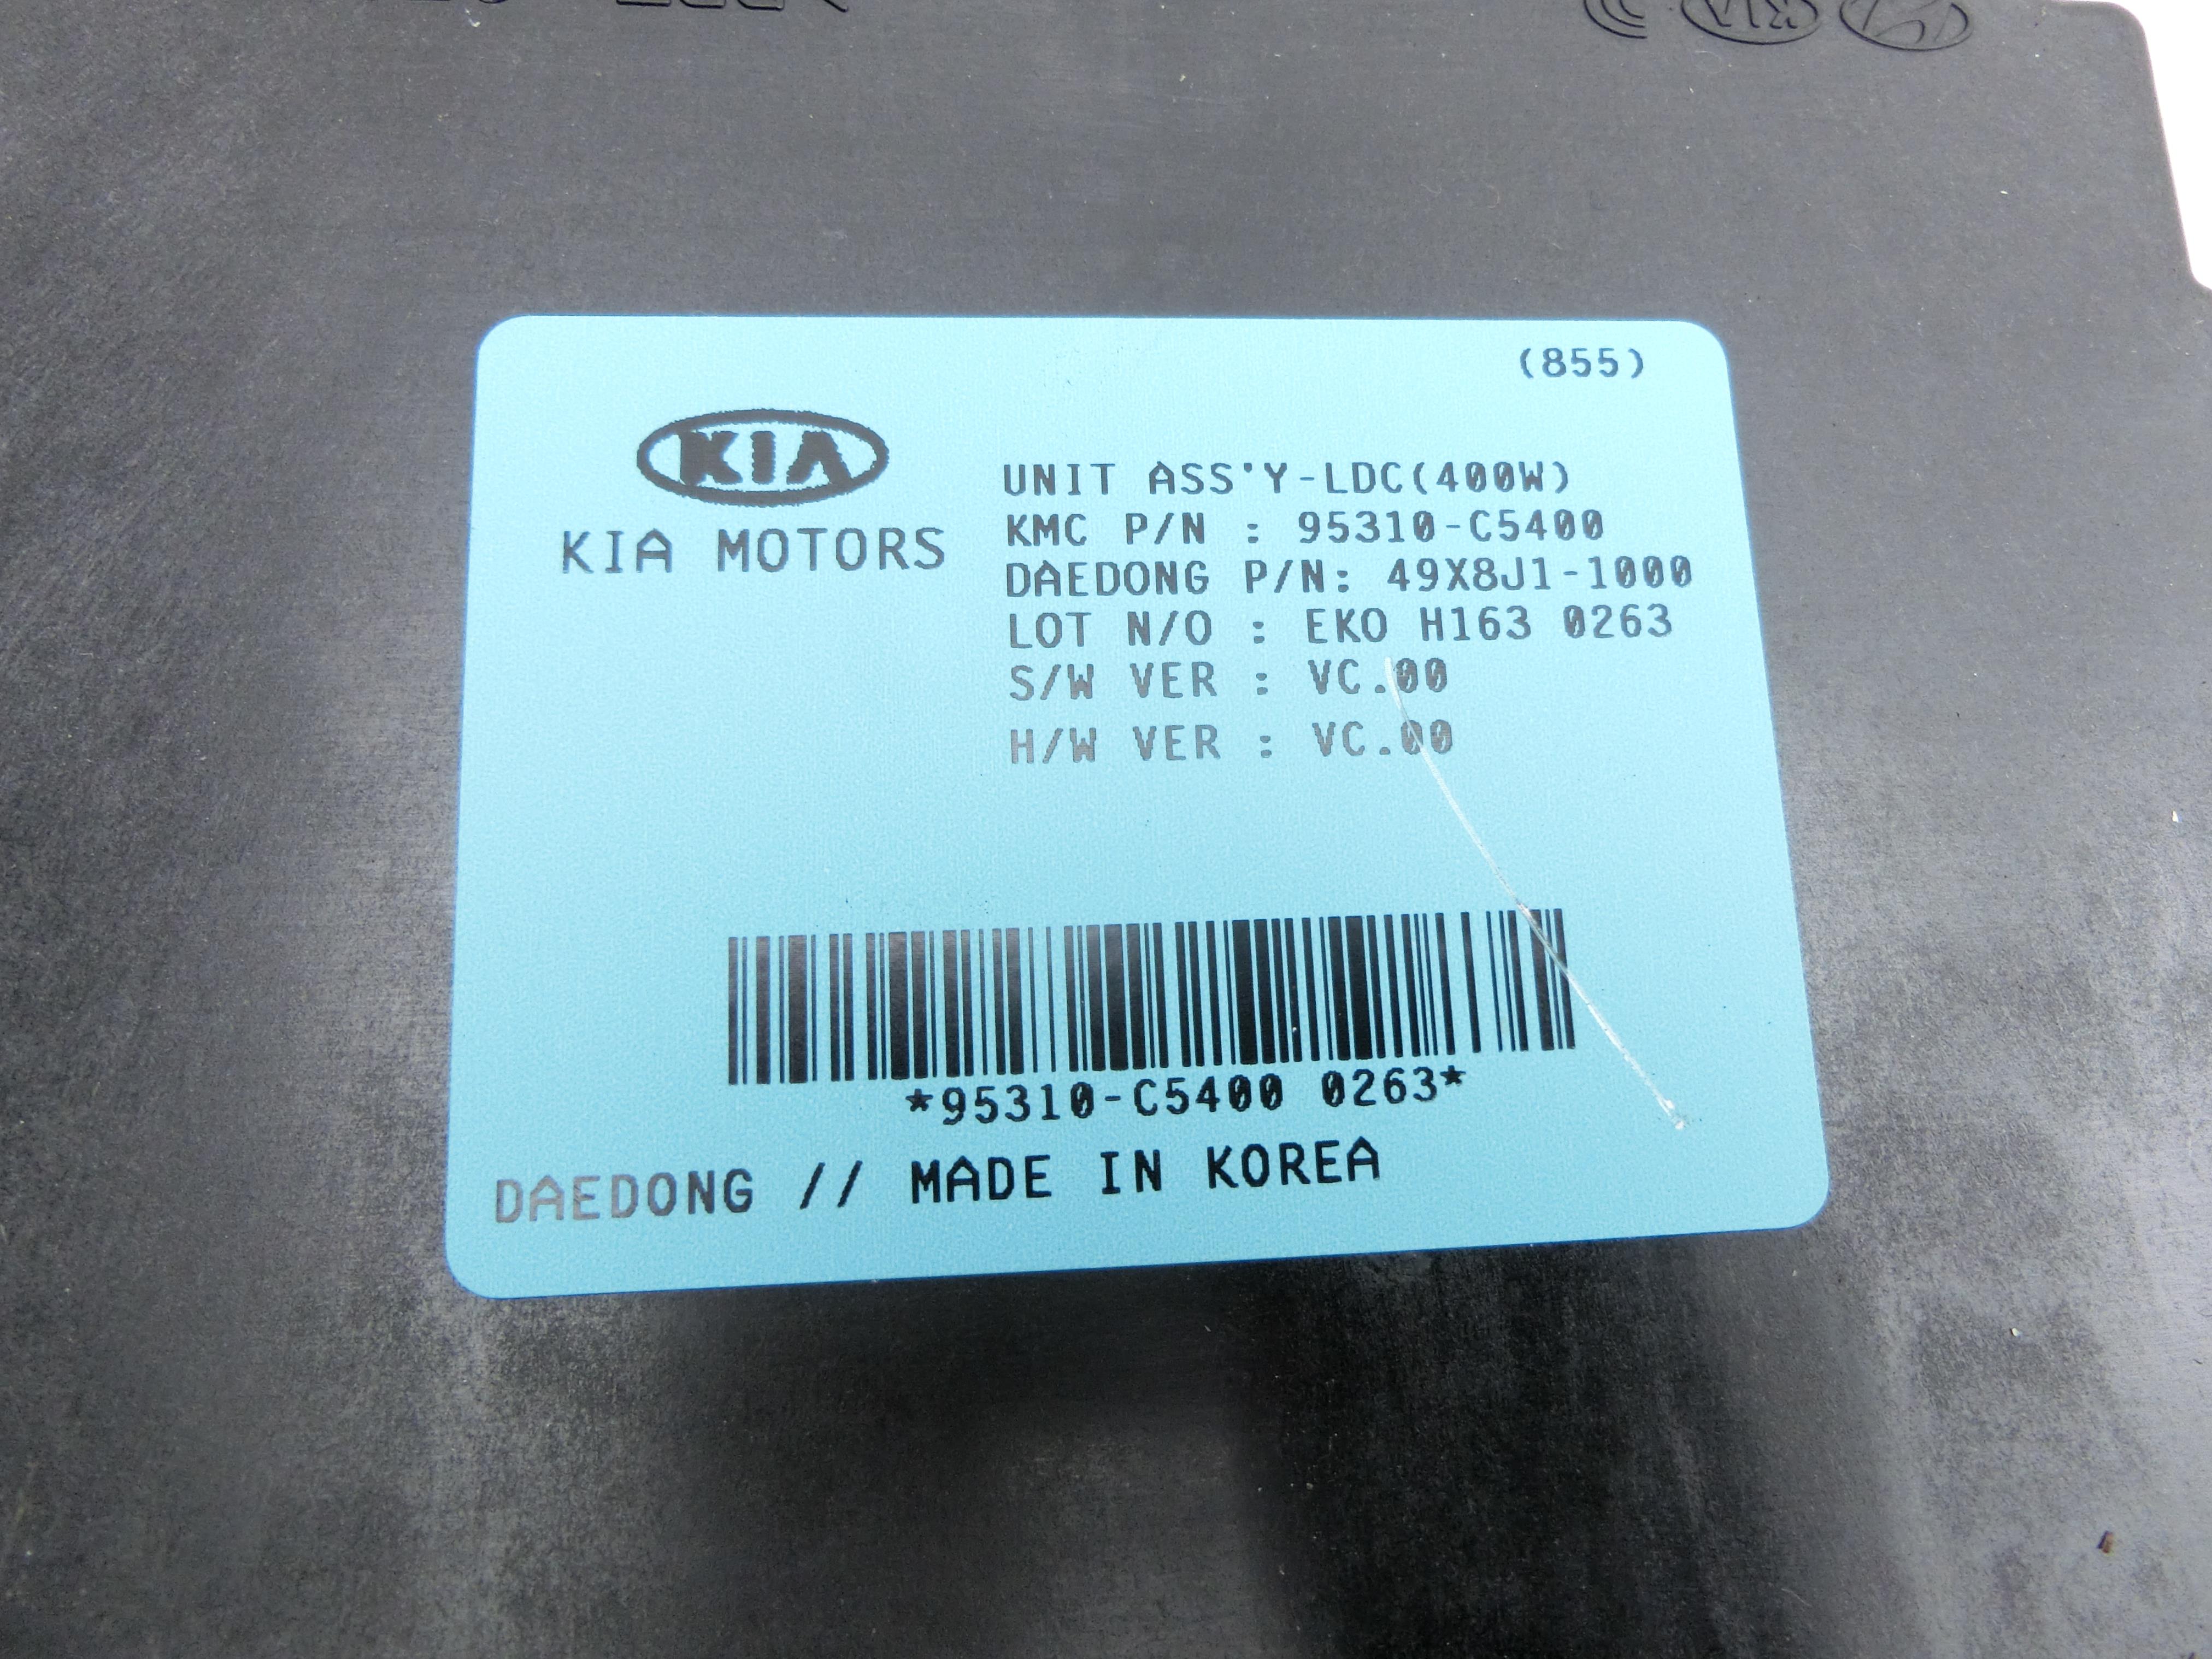 KIA
(855)
KIA
KIA MOTORS
UNIT ASS'Y-LDC(400W)
KMC P/N : 95310-C5400
DAEDONG P/N: 49X8J1-1000
LOT N/O : EKO H163 0263
S/W VER : VC.00
H/W VER : VC.00
*95310-C5400 0263*
DAEDONG // MADE IN KOREA